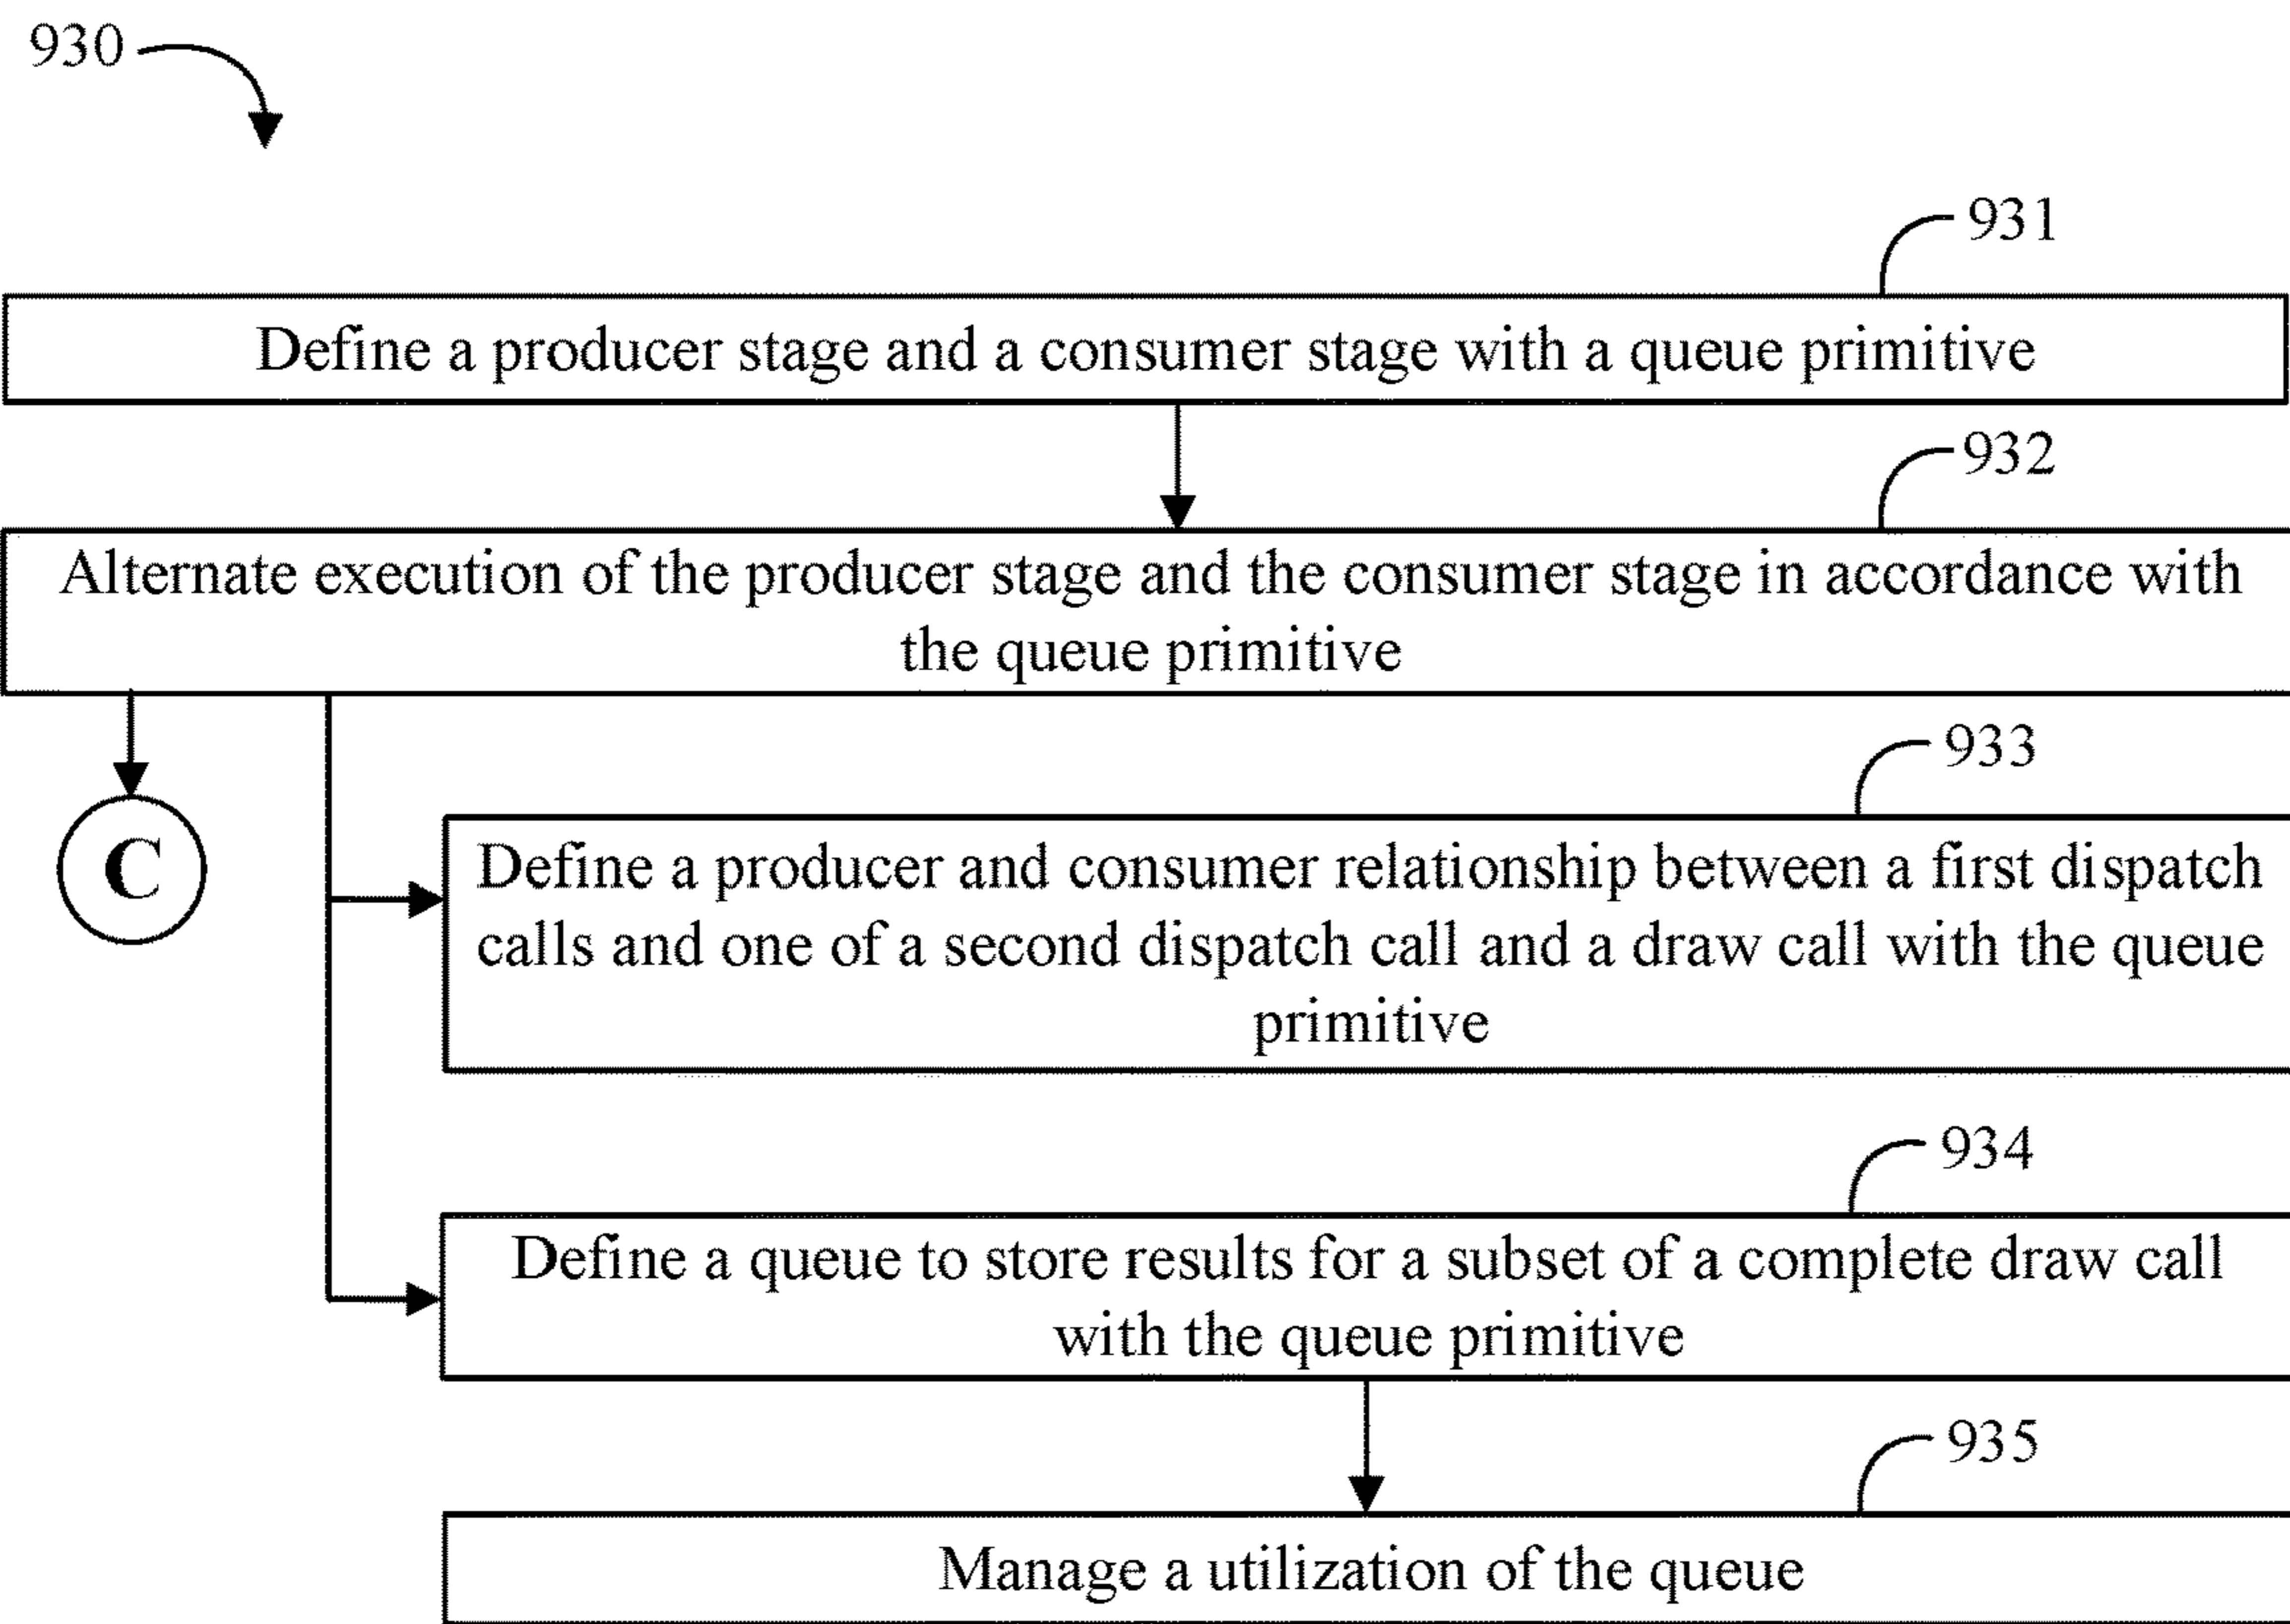 930
931
Define a producer stage and a consumer stage with a queue primitive
932
Alternate execution of the producer stage and the consumer stage in accordance with
the queue primitive
933
C
Define a producer and consumer relationship between a first dispatch
calls and one of a second dispatch call and a draw call with the queue
primitive
934
Define a queue to store results for a subset of a complete draw call
with the queue primitive
935
Manage a utilization of the queue